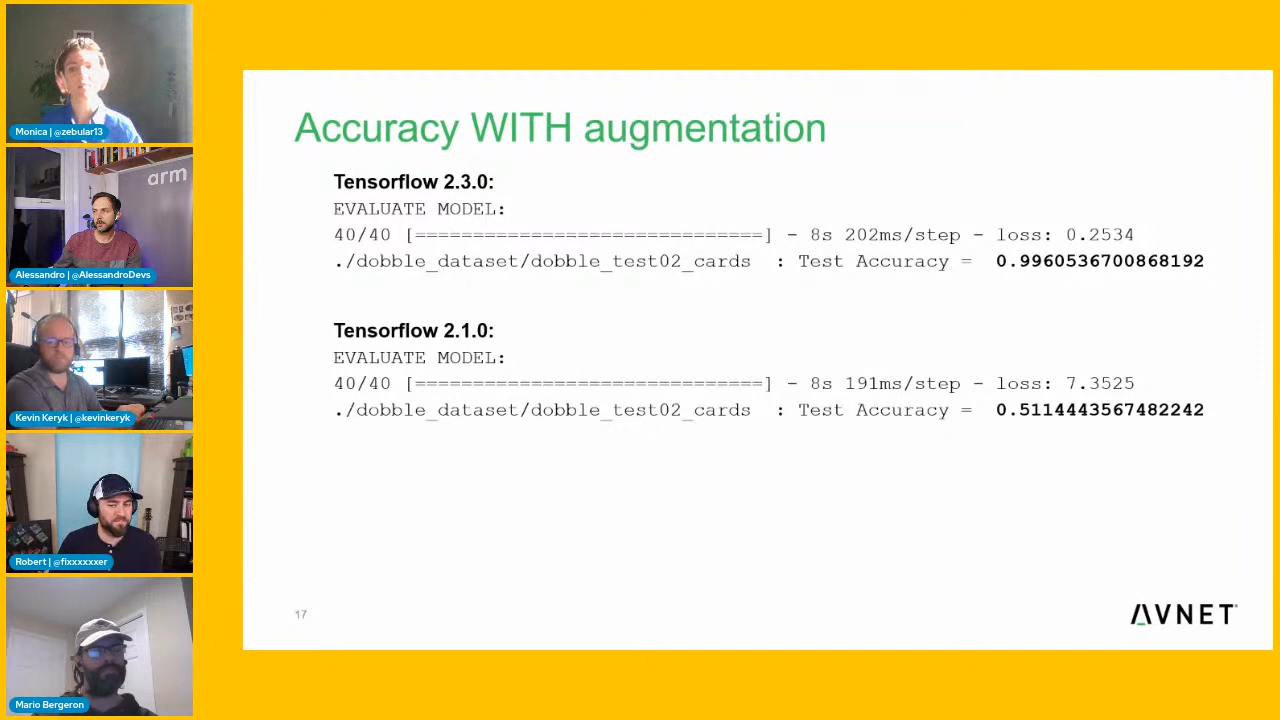 Monica | @zebular13
arm
Alessandro | @AlessandroDevs
Kevin Keryk | @kevinkeryk
Robert | @fixxxxxxer
Mario Bergeron
Accuracy WITH augmentation
Tensorflow 2.3.0:
EVALUATE MODEL:
40/40 [==============================] - 8s 202ms/step - loss: 0.2534
./dobble_dataset/dobble_test02_cards : Test Accuracy = 0.9960536700868192
Tensorflow 2.1.0:
EVALUATE MODEL:
40/40 [==============================] - 8s 191ms/step - loss: 7.3525
./dobble_dataset/dobble_test02_cards : Test Accuracy = 0.5114443567482242
17
AVNET